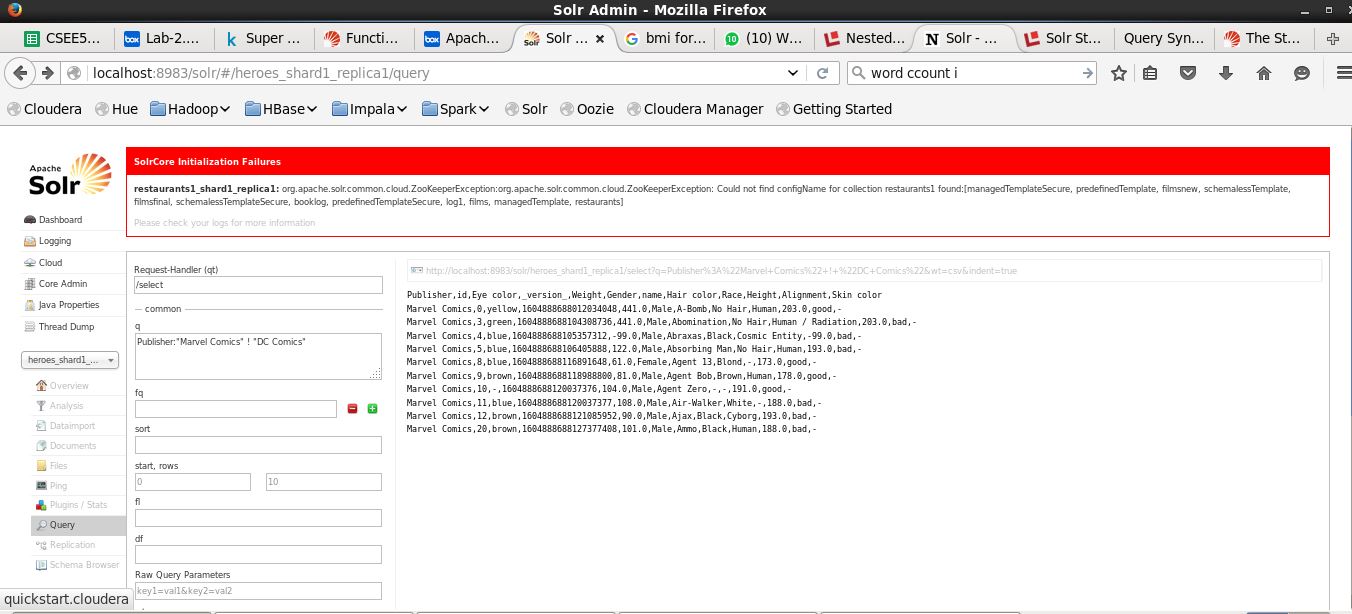 Solr Admin - Mozilla Firefox
CSEE5... Lab-2.... Super ... Functi... Apach... Solr ... bmi for... (10) W... Nested... Solr - ... Solr St... Query Syn... The St...
localhost:8983/solr/#/heroes_shard1_replica1/query
word ccount i
Cloudera Hue Hadoop HBase Impala Spark Solr Oozie Cloudera Manager Getting Started
Apache
Solr
Dashboard
Logging
Cloud
Core Admin
Java Properties
Thread Dump
heroes_shard1_...
Overview
Analysis
Dataimport
Documents
Files
Ping
Plugins / Stats
Query
Replication
Schema Browser
quickstart.cloudera
SolrCore Initialization Failures
restaurants1_shard1_replica1: org.apache.solr.common.cloud.ZooKeeperException:org.apache.solr.common.cloud.ZooKeeperException: Could not find configName for collection restaurants1 found:[managedTemplateSecure, predefinedTemplate, filmsnew, schemalessTemplate,
filmsfinal, schemalessTemplateSecure, booklog, predefinedTemplateSecure, log1, films, managedTemplate, restaurants]
Please check your logs for more information
Request-Handler (qt)
/select
common
q
Publisher:"Marvel Comics" ! "DC Comics"
fq
sort
start, rows
0 10
fl
df
Raw Query Parameters
key1=val1&key2=val2
http://localhost:8983/solr/heroes_shard1_replica1/select?q=Publisher%3A%22Marvel+Comics%22+!+%22DC+Comics%22&wt=csv&indent=true
Publisher,id,Eye color,_version_,Weight,Gender,name,Hair color,Race,Height,Alignment,Skin color
Marvel Comics,0,yellow,1604888688012034048,441.0,Male,A-Bomb,No Hair,Human,203.0,good,-
Marvel Comics,3,green,1604888688104308736,441.0,Male,Abomination,No Hair,Human / Radiation,203.0,bad,-
Marvel Comics,4,blue,1604888688105357312,-99.0,Male,Abraxas,Black,Cosmic Entity,-99.0,bad,-
Marvel Comics,5,blue,1604888688106405888,122.0,Male,Absorbing Man,No Hair,Human,193.0,bad,-
Marvel Comics,8,blue,1604888688116891648,61.0,Female,Agent 13,Blond,-,173.0,good,-
Marvel Comics,9,brown,1604888688118988800,81.0,Male,Agent Bob,Brown,Human,178.0,good,-
Marvel Comics,10,-,1604888688120037376,104.0,Male,Agent Zero,-,-,191.0,good,-
Marvel Comics,11,blue,1604888688120037377,108.0,Male,Air-Walker,White,-,188.0,bad,-
Marvel Comics,12,brown,1604888688121085952,90.0,Male,Ajax,Black,Cyborg,193.0,bad,-
Marvel Comics,20,brown,1604888688127377408,101.0,Male,Ammo,Black,Human,188.0,bad,-